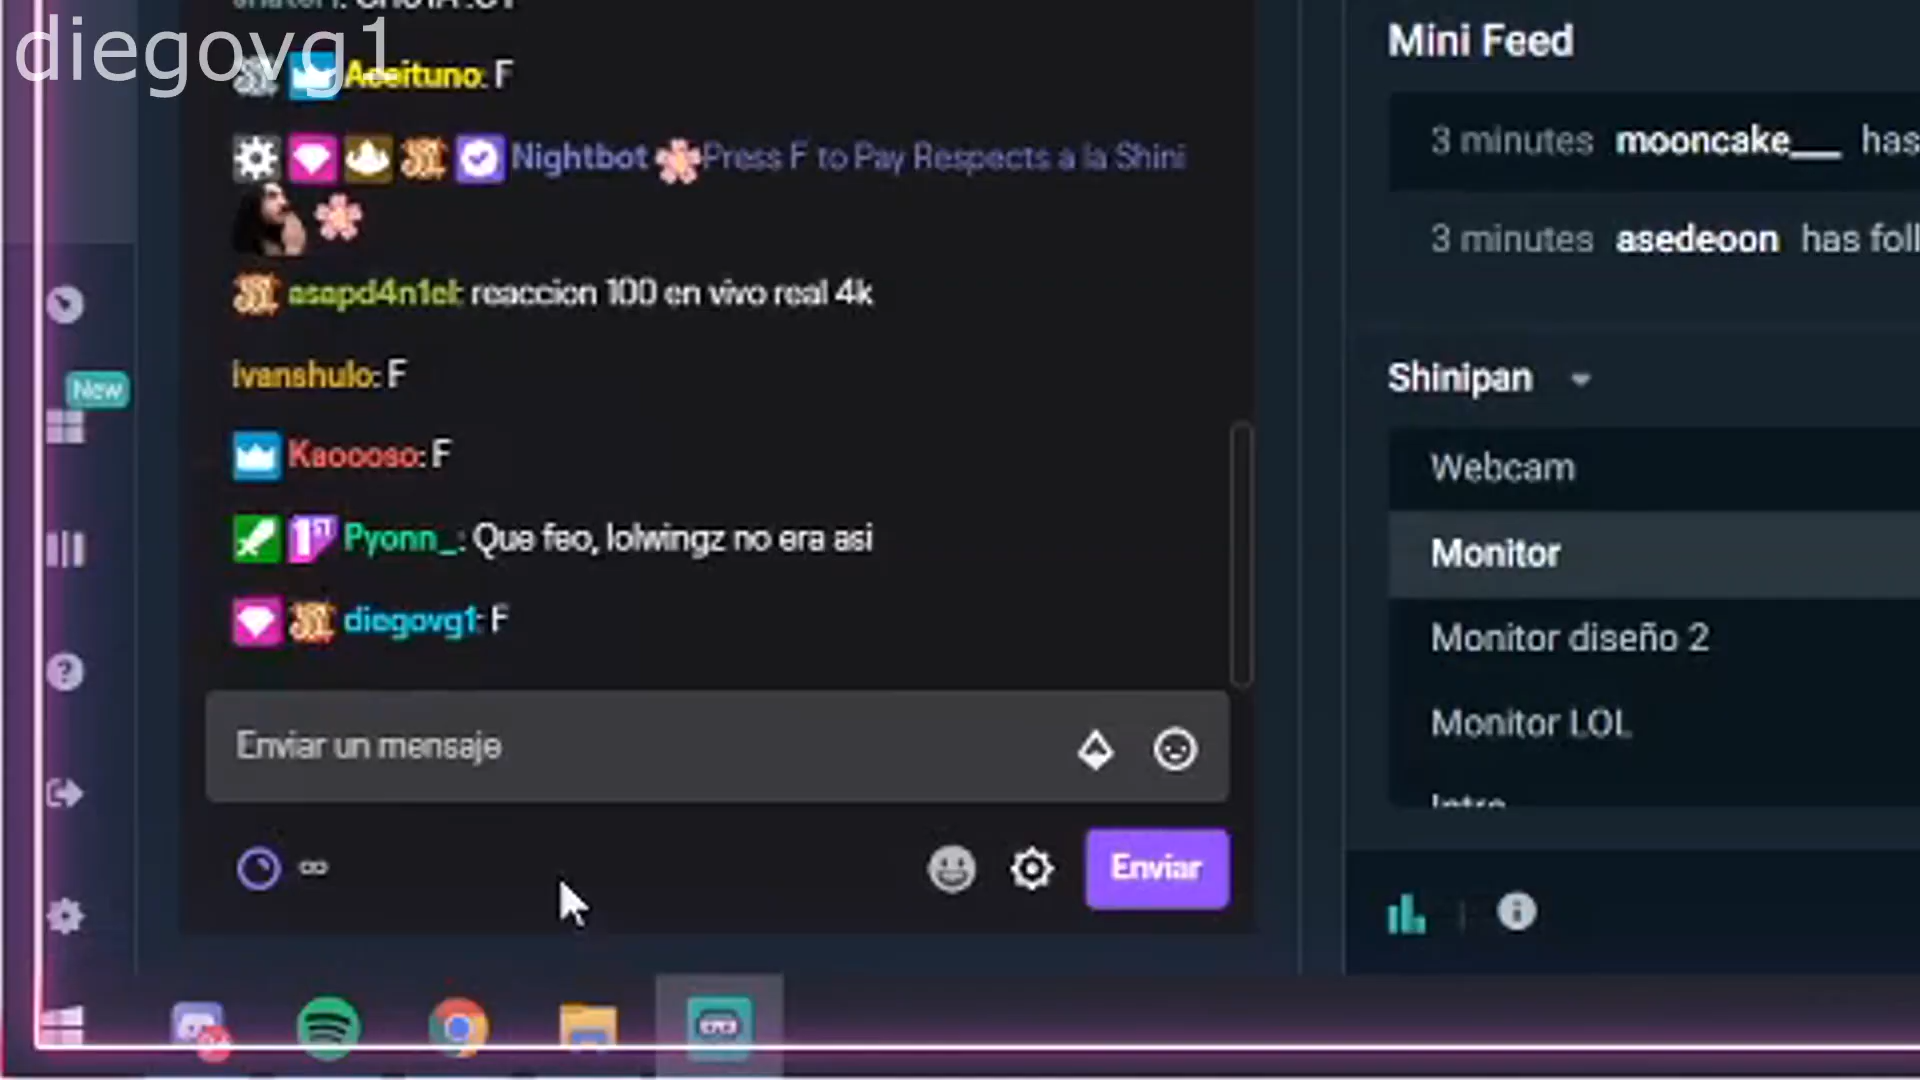 diegovg1
Mini Feed
Aceituno: F
3 minutes mooncake__ has
Nightbot Press F to Pay Respects a la Shini
3 minutes asedeoon has foll
asapd4n1el: reaccion 100 en vivo real 4k
ivanshulo: F
Shinipan
New
Kaoooso: F
Webcam
Pyonn_: Que feo, lolwingz no era asi
Monitor
diegovg1: F
Monitor diseño 2
Monitor LOL
Enviar un mensaje
Intro
∞
Enviar